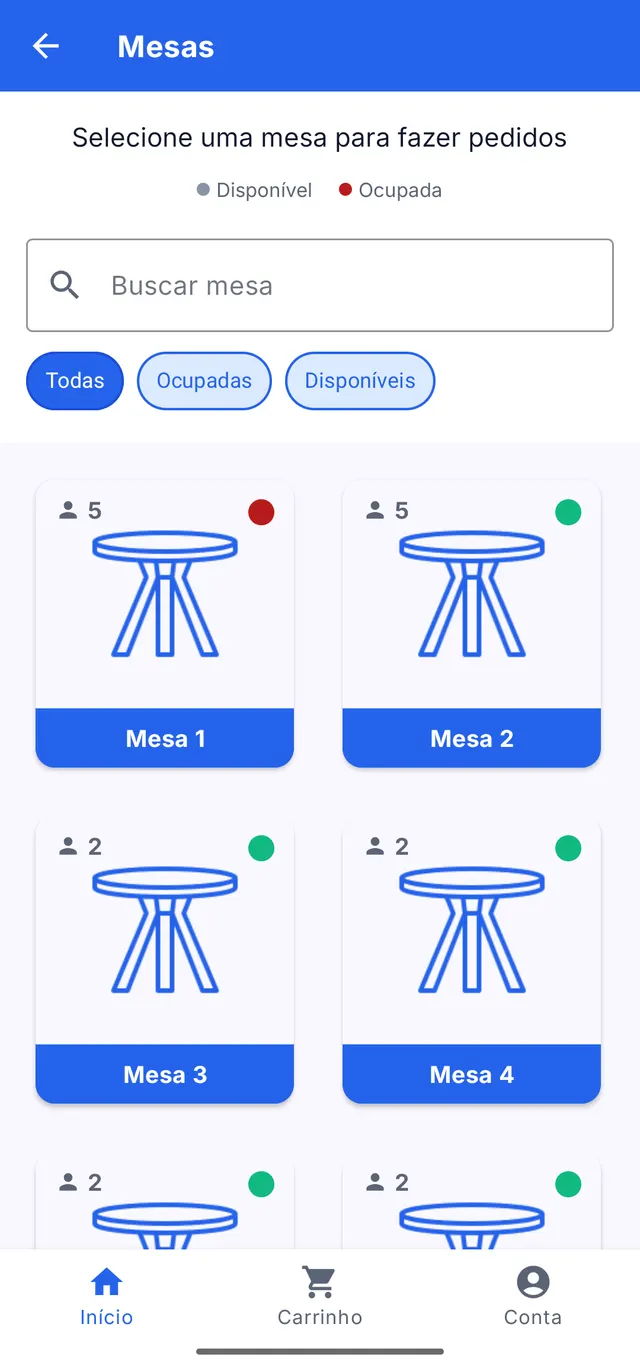 Mesas
Selecione uma mesa para fazer pedidos
Disponível Ocupada
Buscar mesa
Todas Ocupadas Disponíveis
5 5
Mesa 1 Mesa 2
2 2
Mesa 3 Mesa 4
2 2
Início Carrinho Conta